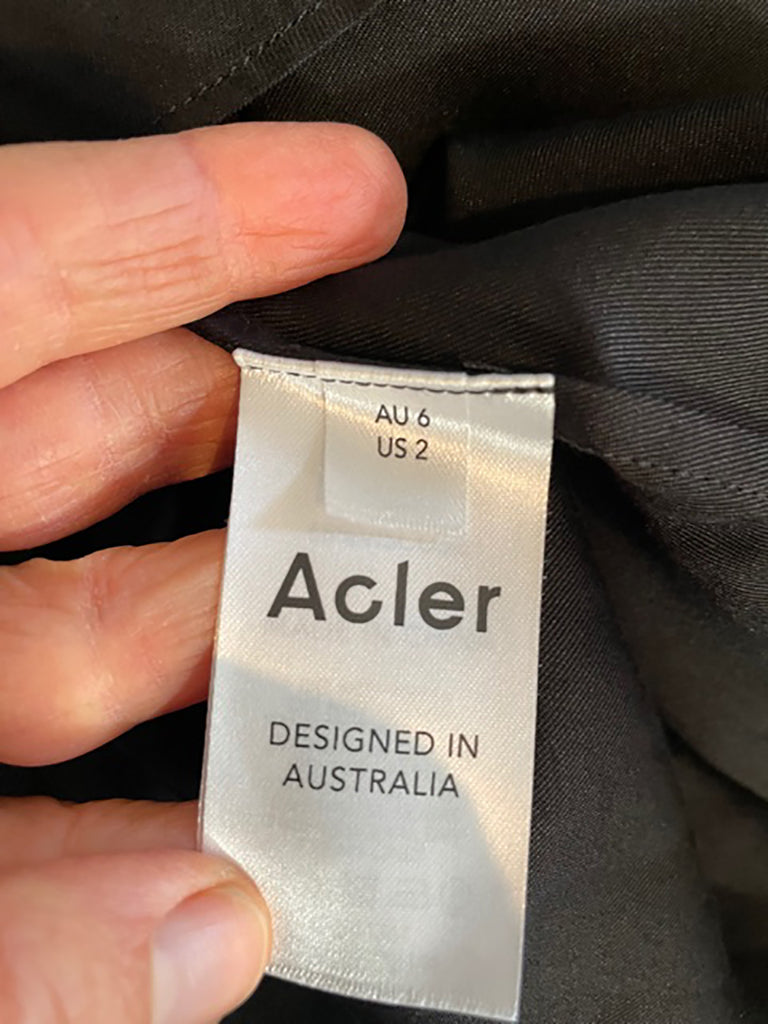 AU 6
US 2
Acler
DESIGNED IN
AUSTRALIA